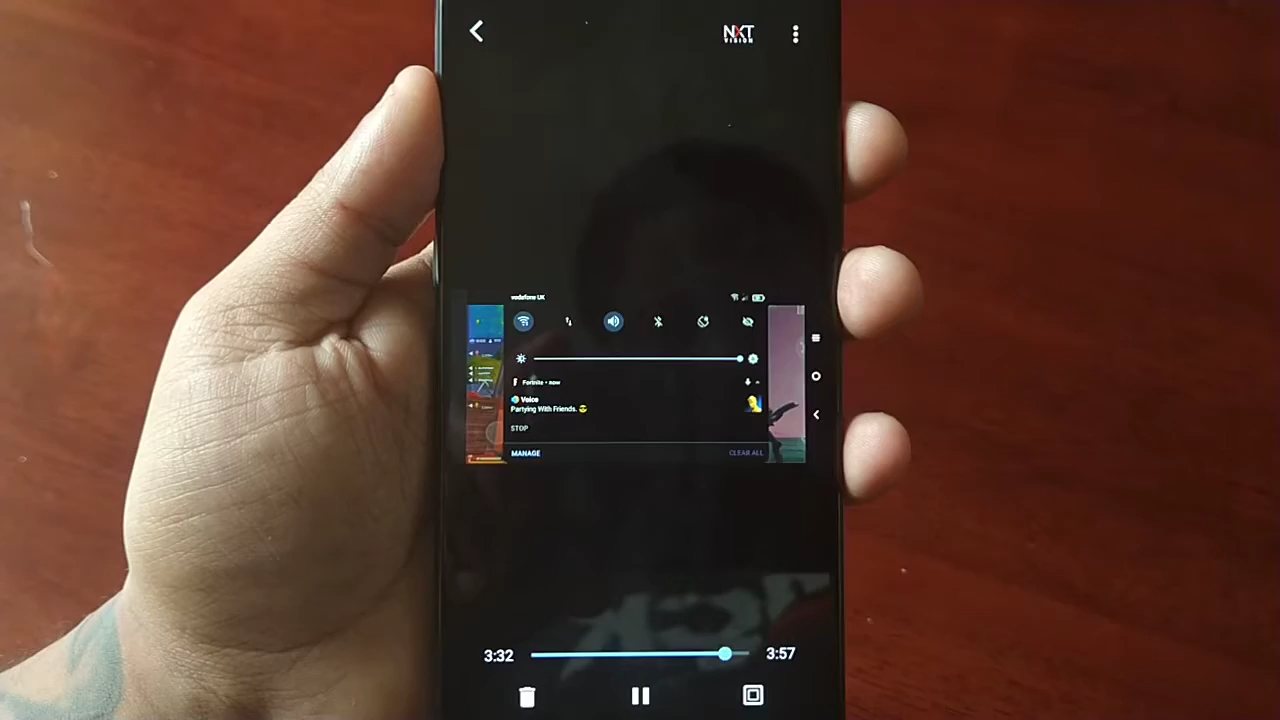 NXT
VISION
vodafone UK
Fortnite • now
Voice
Partying With Friends. 😎
STOP
MANAGE
CLEAR ALL
3:32
3:57